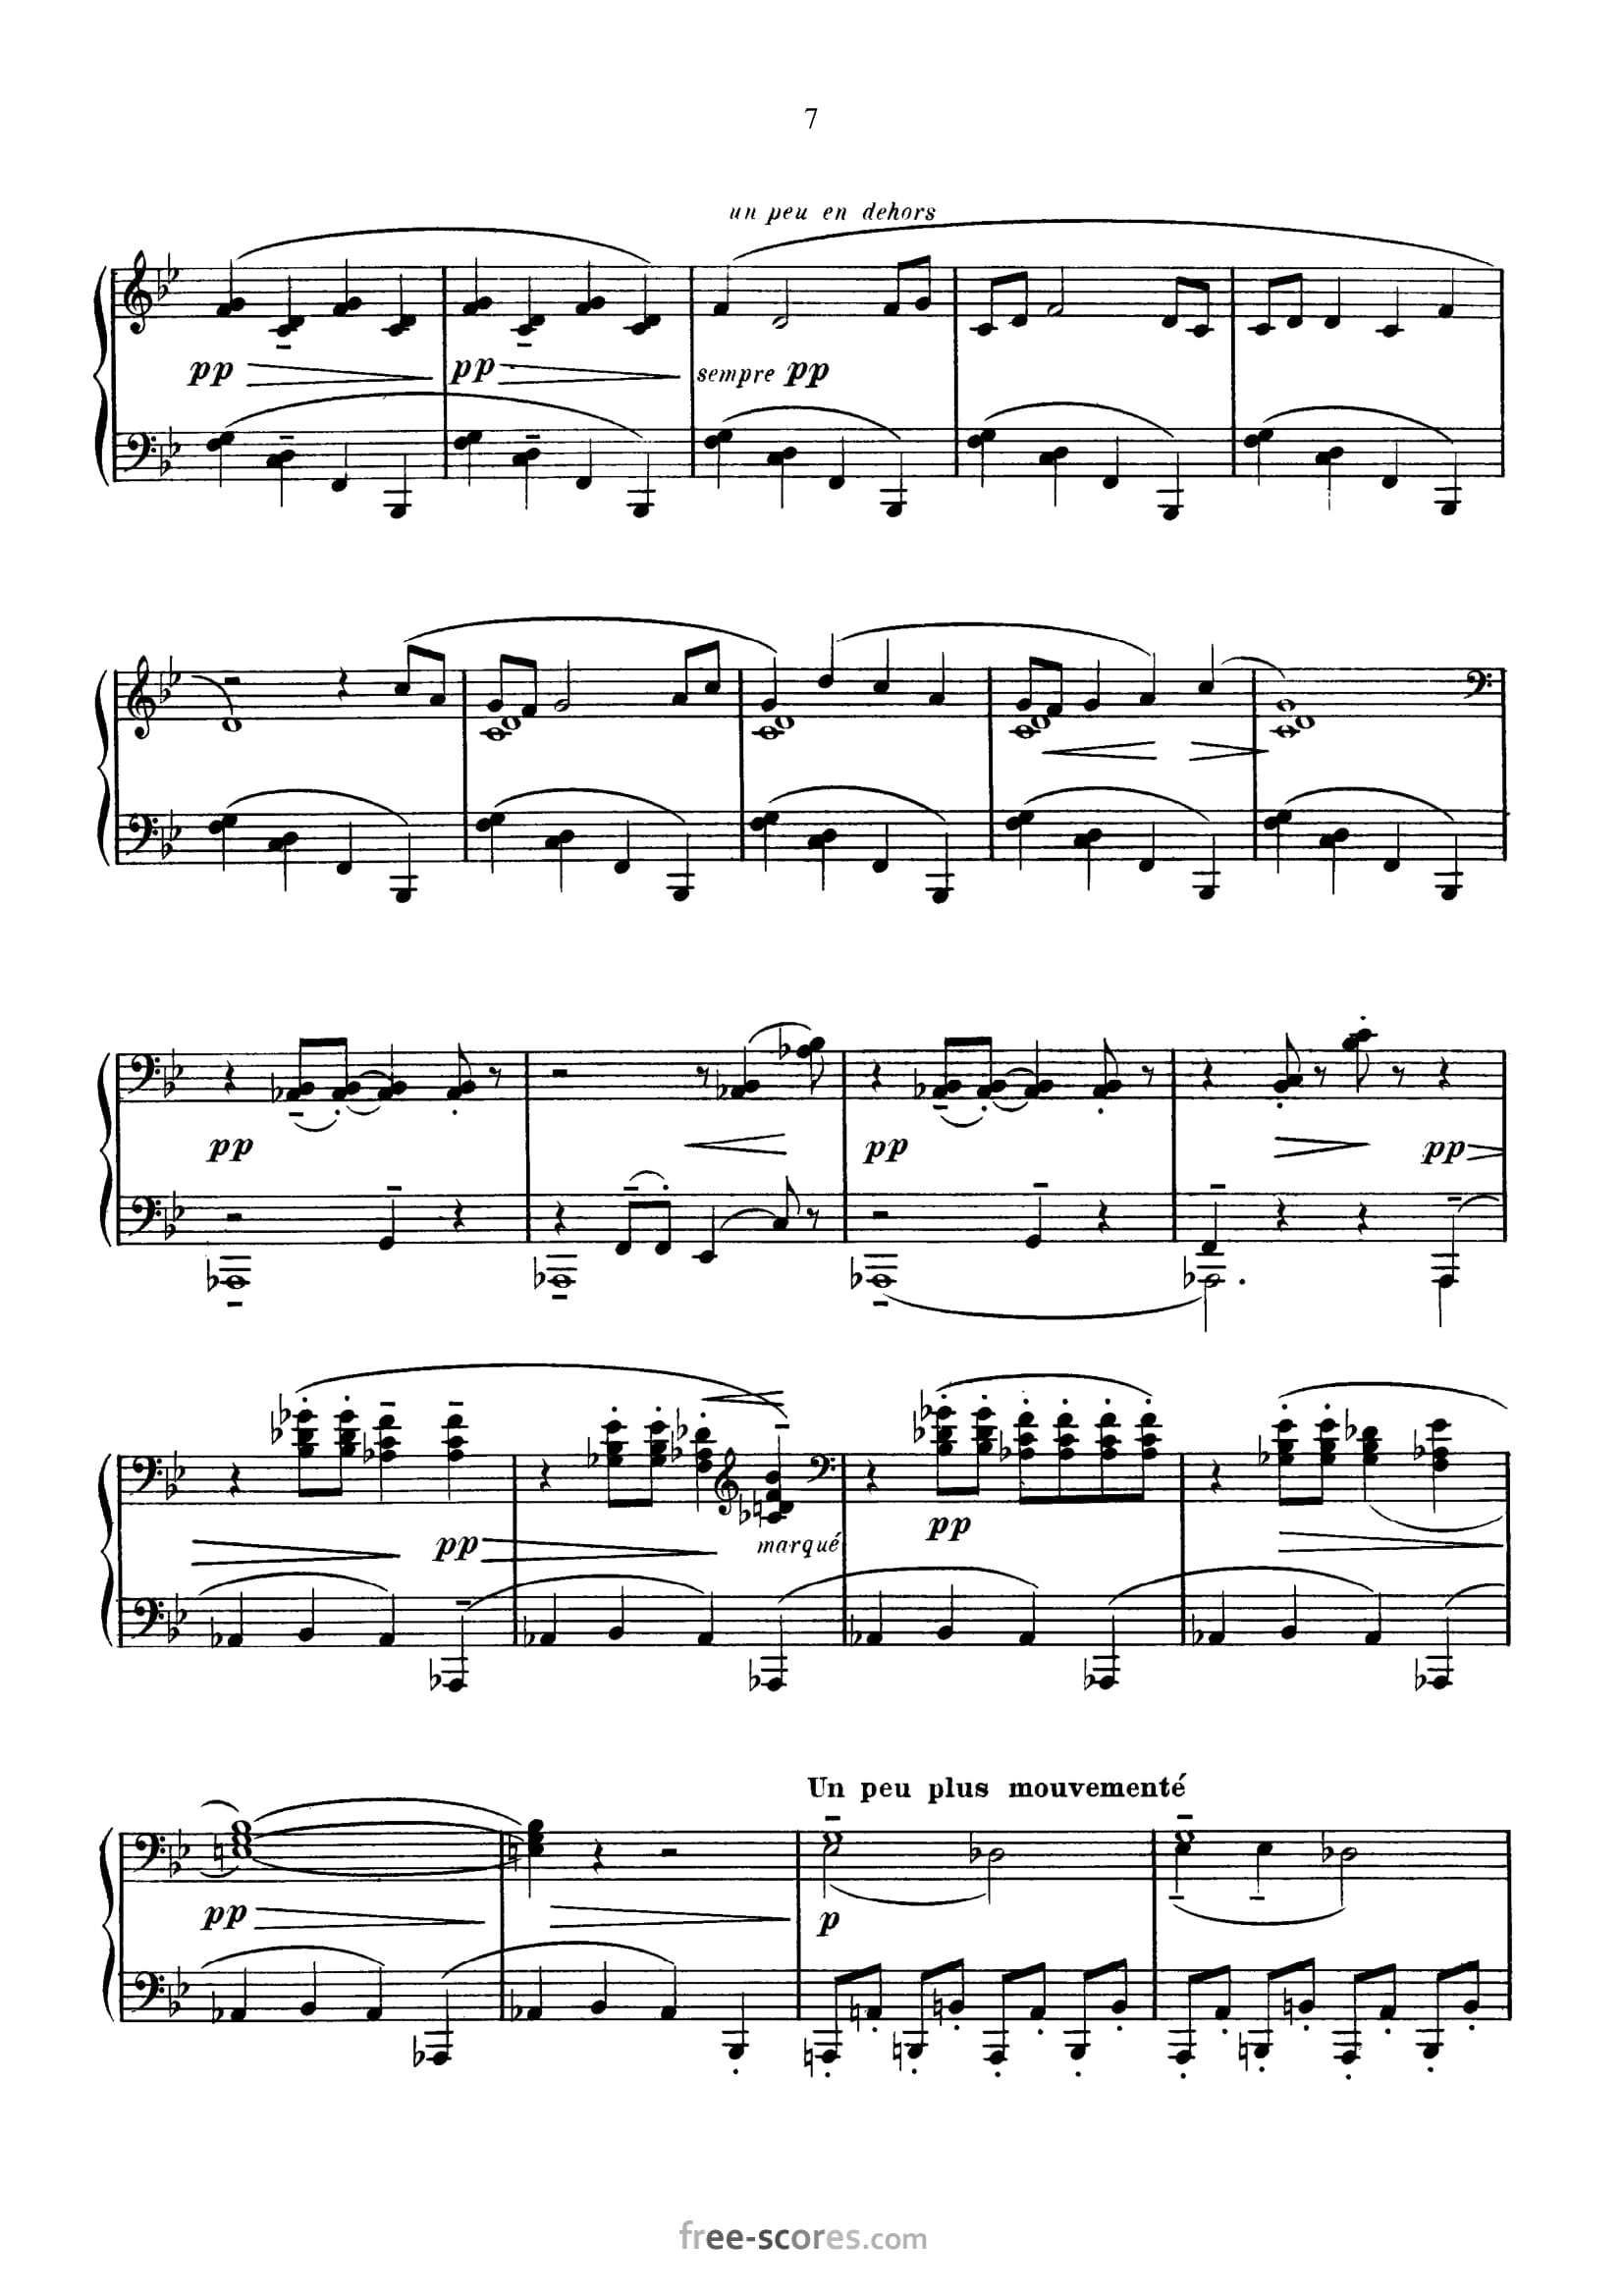 7
un peu en dehors
pp pp sempre pp
pp pp pp
pp marqué pp
Un peu plus mouvementé
pp p
free-scores.com